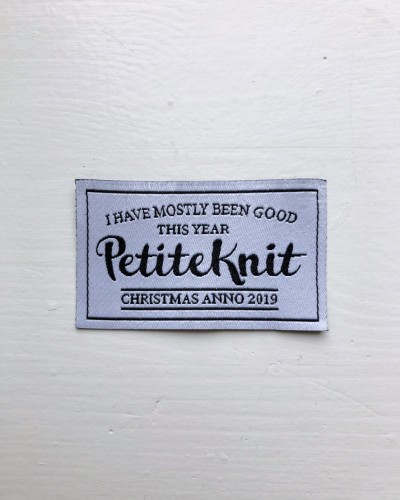 I HAVE MOSTLY BEEN GOOD
THIS YEAR
PetiteKnit
CHRISTMAS ANNO 2019